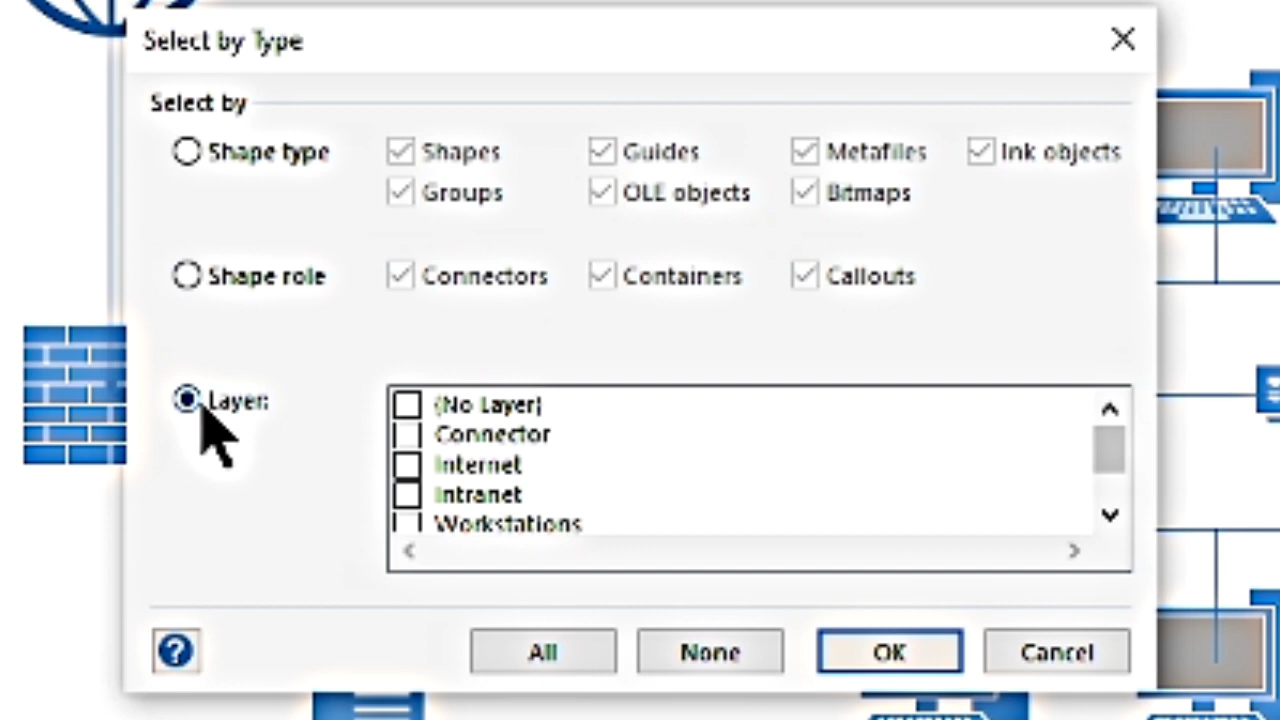 Select by Type
Select by
Shape type Shapes Guides Metafiles Ink objects
Groups OLE objects Bitmaps
Shape role Connectors Containers Callouts
Layer:
(No Layer)
Connector
Internet
Intranet
Workstations
? All None OK Cancel